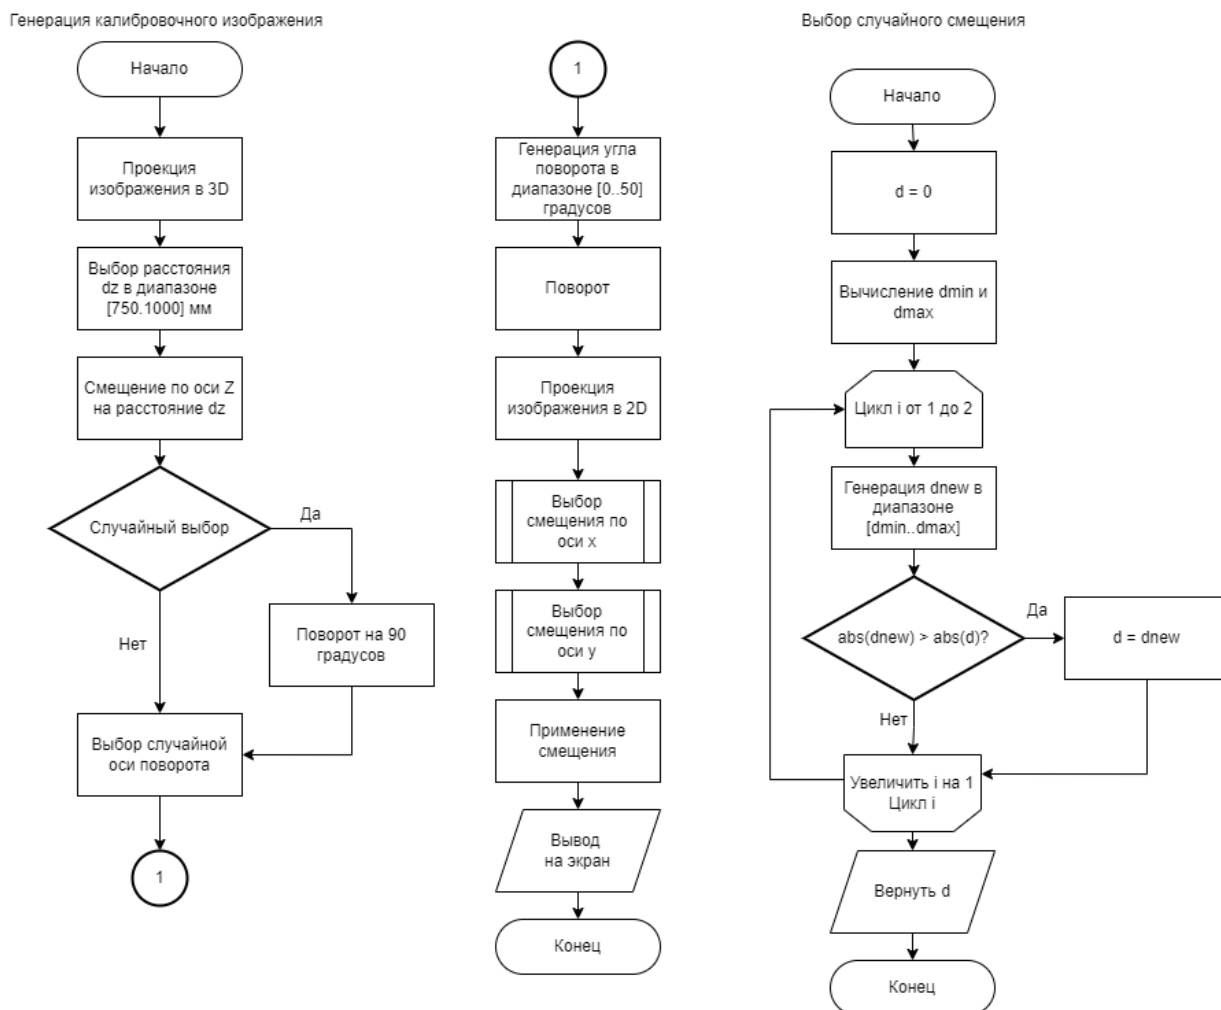 Генерация калибровочного изображения
Начало
Проекция
изображения в 3D
Выбор расстояния
dz в диапазоне
[750.1000] мм
Смещение по оси Z
на расстояние dz
Случайный выбор
Да
Поворот на 90
градусов
Нет
Выбор случайной
оси поворота
1
1
Генерация угла
поворота в
диапазоне [0..50]
градусов
Поворот
Проекция
изображения в 2D
Выбор
смещения по
оси x
Выбор
смещения по
оси y
Применение
смещения
Вывод
на экран
Конец
Выбор случайного смещения
Начало
d = 0
Вычисление dmin и
dmax
Цикл i от 1 до 2
Генерация dnew в
диапазоне
[dmin..dmax]
abs(dnew) > abs(d)?
Да
d = dnew
Нет
Увеличить i на 1
Цикл i
Вернуть d
Конец